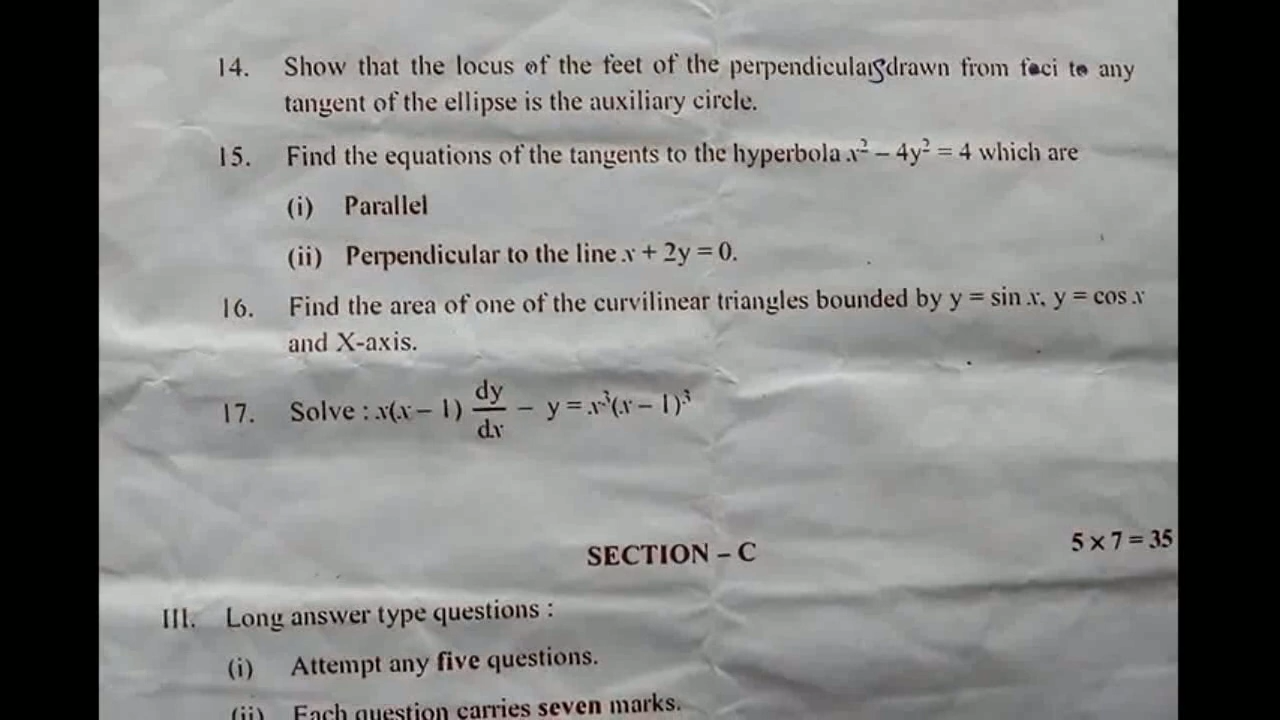 14. Show that the locus of the feet of the perpendiculars drawn from foci to any
tangent of the ellipse is the auxiliary circle.
15. Find the equations of the tangents to the hyperbola x² – 4y² = 4 which are
(i) Parallel
(ii) Perpendicular to the line x + 2y = 0.
16. Find the area of one of the curvilinear triangles bounded by y = sin x, y = cos x
and X-axis.
17. Solve : x(x – 1) dy/dx – y = x³(x – 1)³
5 × 7 = 35
SECTION – C
III. Long answer type questions :
(i) Attempt any five questions.
(ii) Each question carries seven marks.